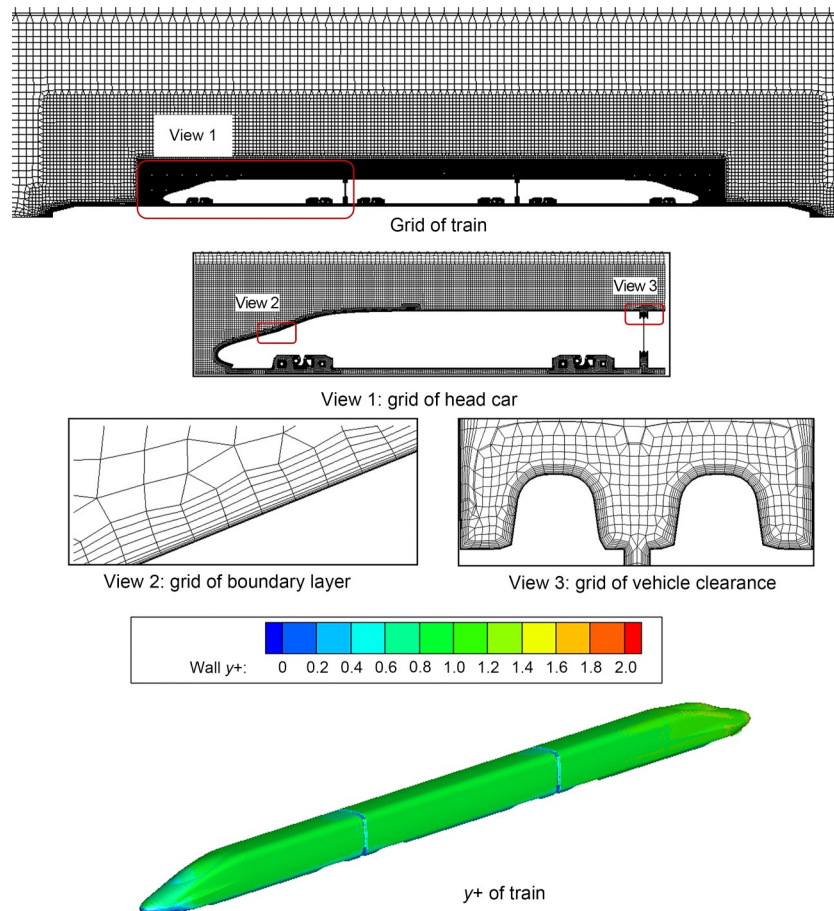 View 1
Grid of train
View 2
View 3
View 1: grid of head car
View 2: grid of boundary layer
View 3: grid of vehicle clearance
Wall y+: 0 0.2 0.4 0.6 0.8 1.0 1.2 1.4 1.6 1.8 2.0
y+ of train